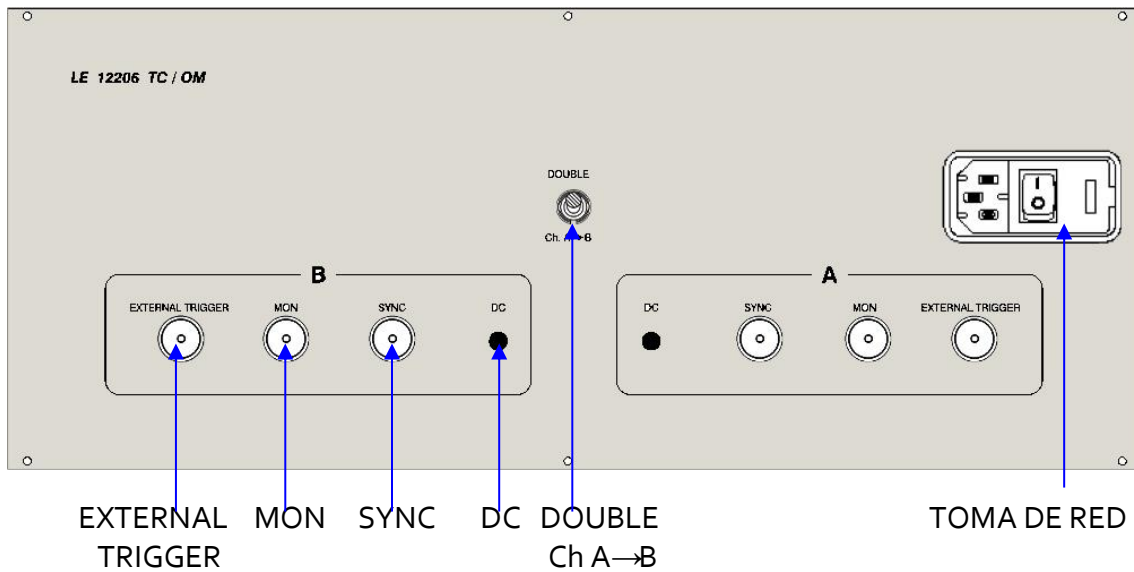 LE 12206 TC / OM
DOUBLE
Ch. A→B
I
O
B
EXTERNAL TRIGGER MON SYNC DC
A
DC SYNC MON EXTERNAL TRIGGER
EXTERNAL MON SYNC DC DOUBLE TOMA DE RED
TRIGGER Ch A→B